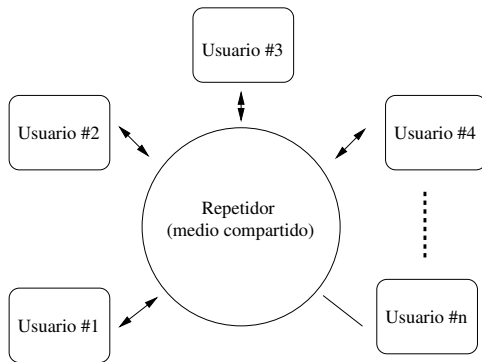 Usuario #3
Usuario #2
Usuario #4
Repetidor
(medio compartido)
Usuario #1
Usuario #n